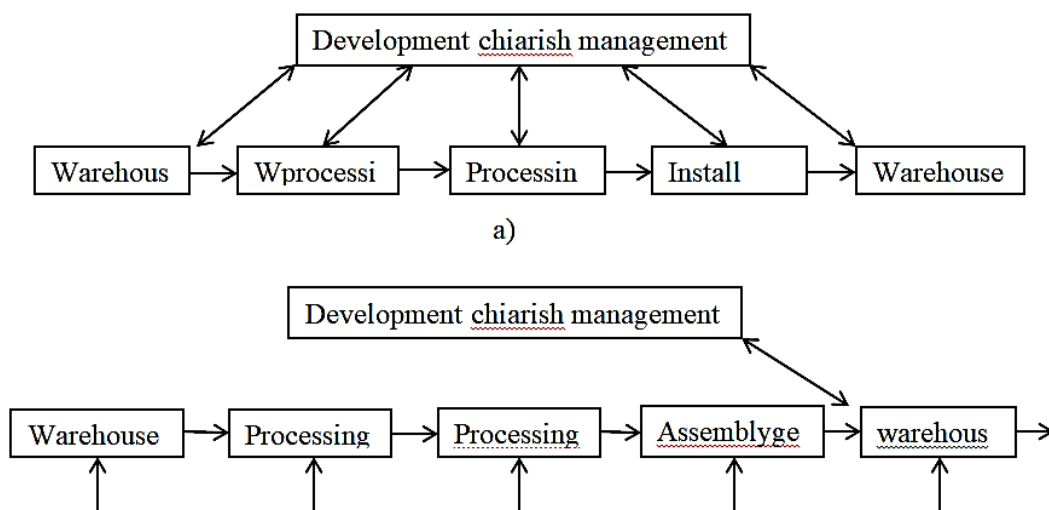 Development chiarish management
Warehous
Wprocessi
Processin
Install
Warehouse
a)
Development chiarish management
Warehouse
Processing
Processing
Assemblyge
warehous